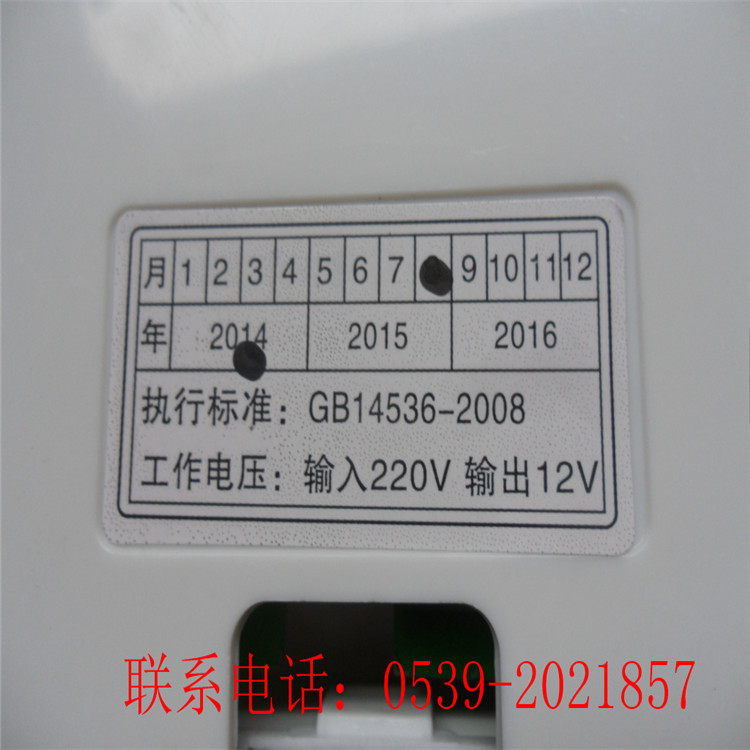 月 1 2 3 4 5 6 7 9 10 11 12
年 2014 2015 2016
执行标准：GB14536-2008
工作电压：输入220V 输出12V
联系电话：0539-2021857